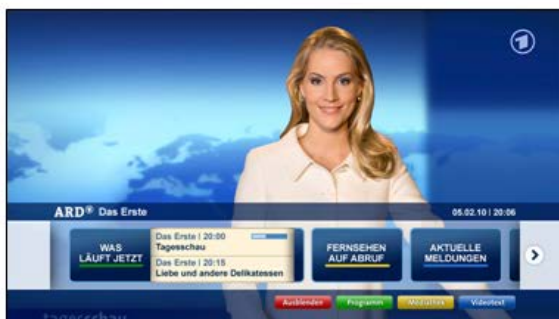 1
ARD® Das Erste
05.02.10 | 20:06
WAS
LÄUFT JETZT
Das Erste | 20:00
Tagesschau
Das Erste | 20:15
Liebe und andere Delikatessen
FERNSEHEN
AUF ABRUF
AKTUELLE
MELDUNGEN
Ausblenden
Programm
Mediathek
Videotext
tagesschau